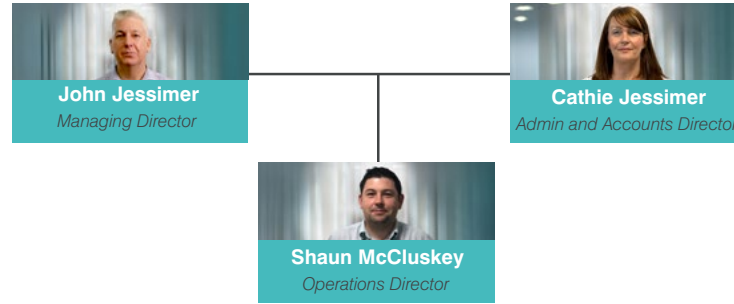 John Jessimer
Managing Director
Cathie Jessimer
Admin and Accounts Director
Shaun McCluskey
Operations Director